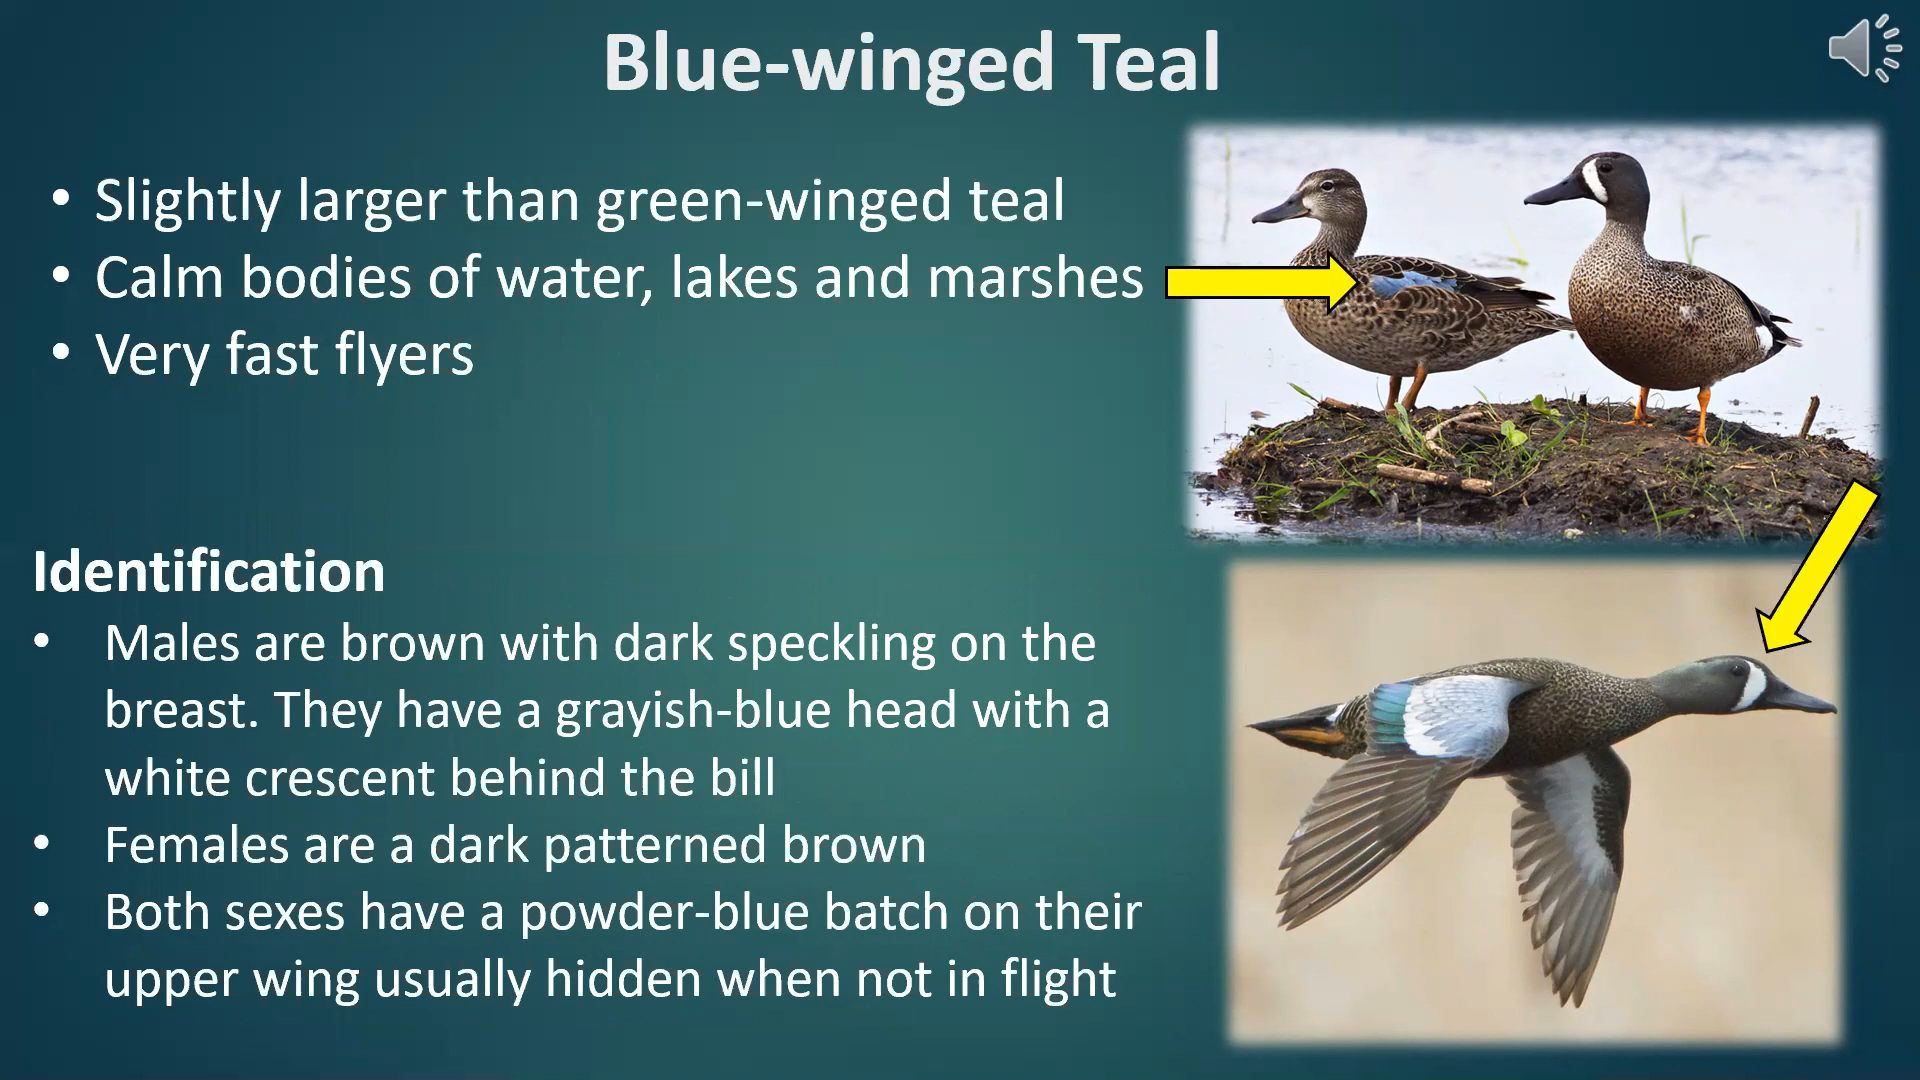 Blue-winged Teal
• Slightly larger than green-winged teal
• Calm bodies of water, lakes and marshes
• Very fast flyers
Identification
• Males are brown with dark speckling on the
breast. They have a grayish-blue head with a
white crescent behind the bill
• Females are a dark patterned brown
• Both sexes have a powder-blue batch on their
upper wing usually hidden when not in flight